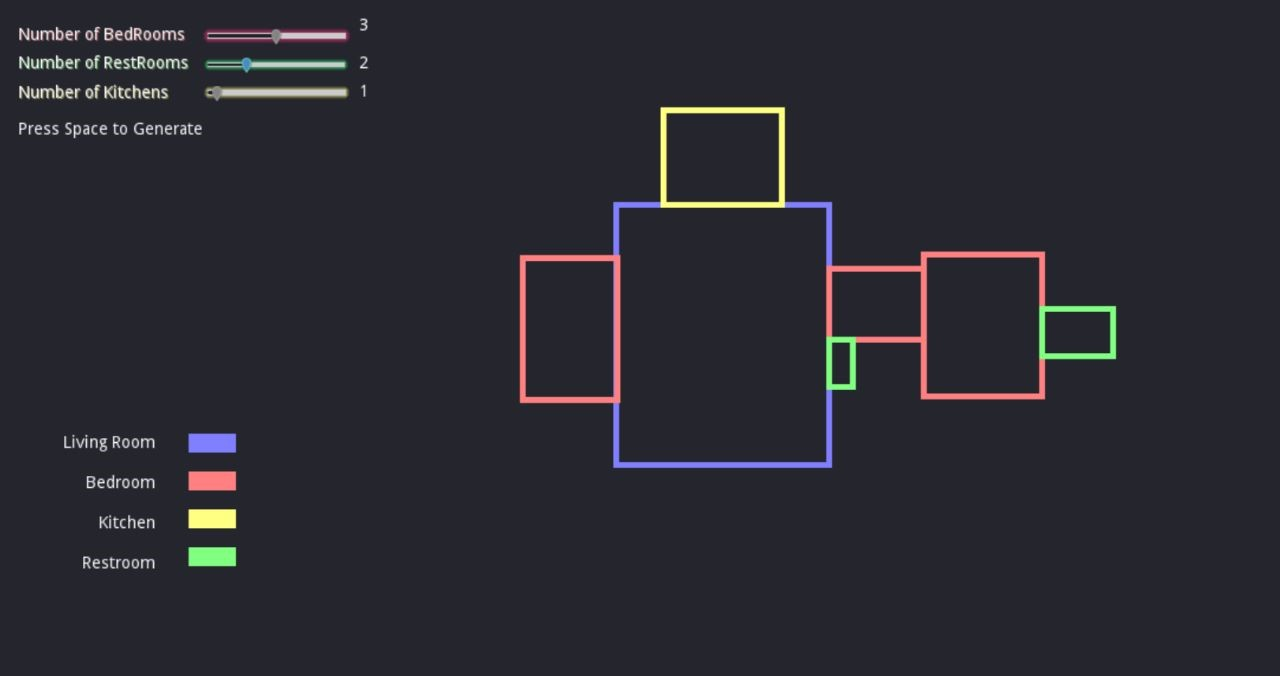 Number of BedRooms 3
Number of RestRooms 2
Number of Kitchens 1
Press Space to Generate
Living Room
Bedroom
Kitchen
Restroom